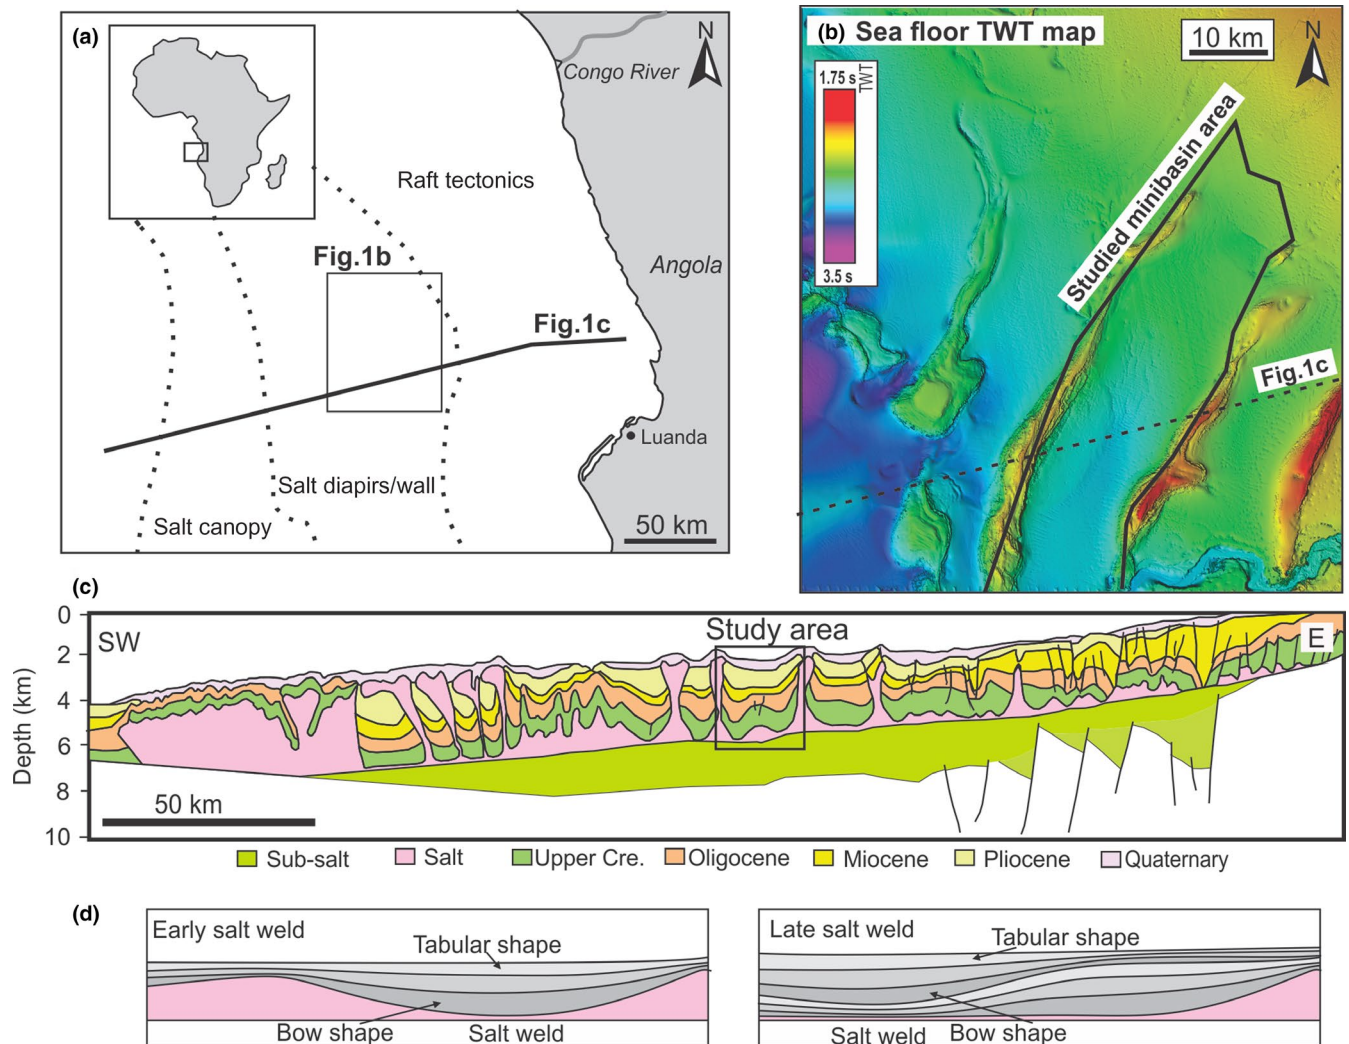 (a)
N
Congo River
Raft tectonics
Fig.1b
Angola
Fig.1c
Luanda
Salt diapirs/wall
Salt canopy
50 km
(b) Sea floor TWT map
10 km
N
1.75 s
TWT
3.5 s
Studied minibasin area
Fig.1c
(c)
SW
Study area
E
Depth (km)
0
2
4
6
8
10
50 km
Sub-salt
Salt
Upper Cre.
Oligocene
Miocene
Pliocene
Quaternary
(d)
Early salt weld
Tabular shape
Bow shape
Salt weld
Late salt weld
Tabular shape
Salt weld
Bow shape